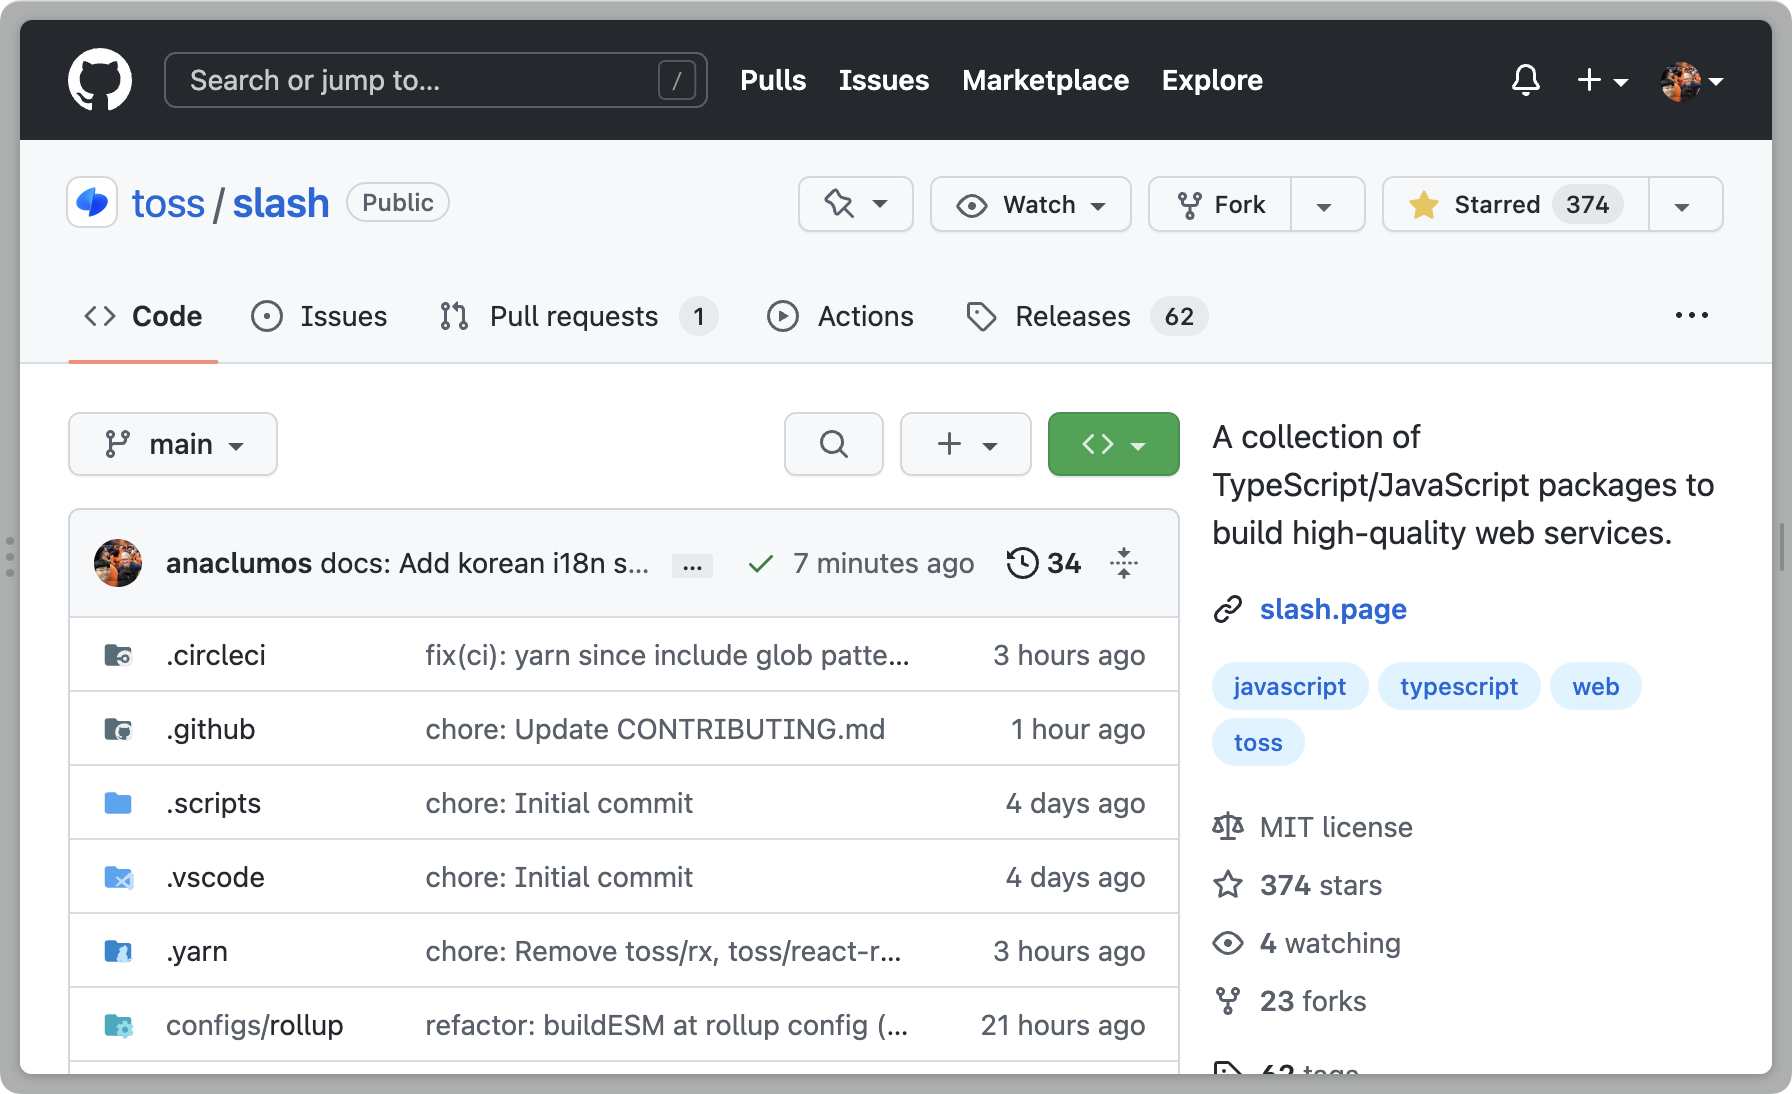 Search or jump to... /
Pulls Issues Marketplace Explore
toss / slash Public
Watch
Fork
Starred 374
Code
Issues
Pull requests 1
Actions
Releases 62
main
anaclumos docs: Add korean i18n s... ... 7 minutes ago 34
.circleci fix(ci): yarn since include glob patte... 3 hours ago
.github chore: Update CONTRIBUTING.md 1 hour ago
.scripts chore: Initial commit 4 days ago
.vscode chore: Initial commit 4 days ago
.yarn chore: Remove toss/rx, toss/react-r... 3 hours ago
configs/rollup refactor: buildESM at rollup config (... 21 hours ago
A collection of
TypeScript/JavaScript packages to
build high-quality web services.
slash.page
javascript typescript web
toss
MIT license
374 stars
4 watching
23 forks
62 tags